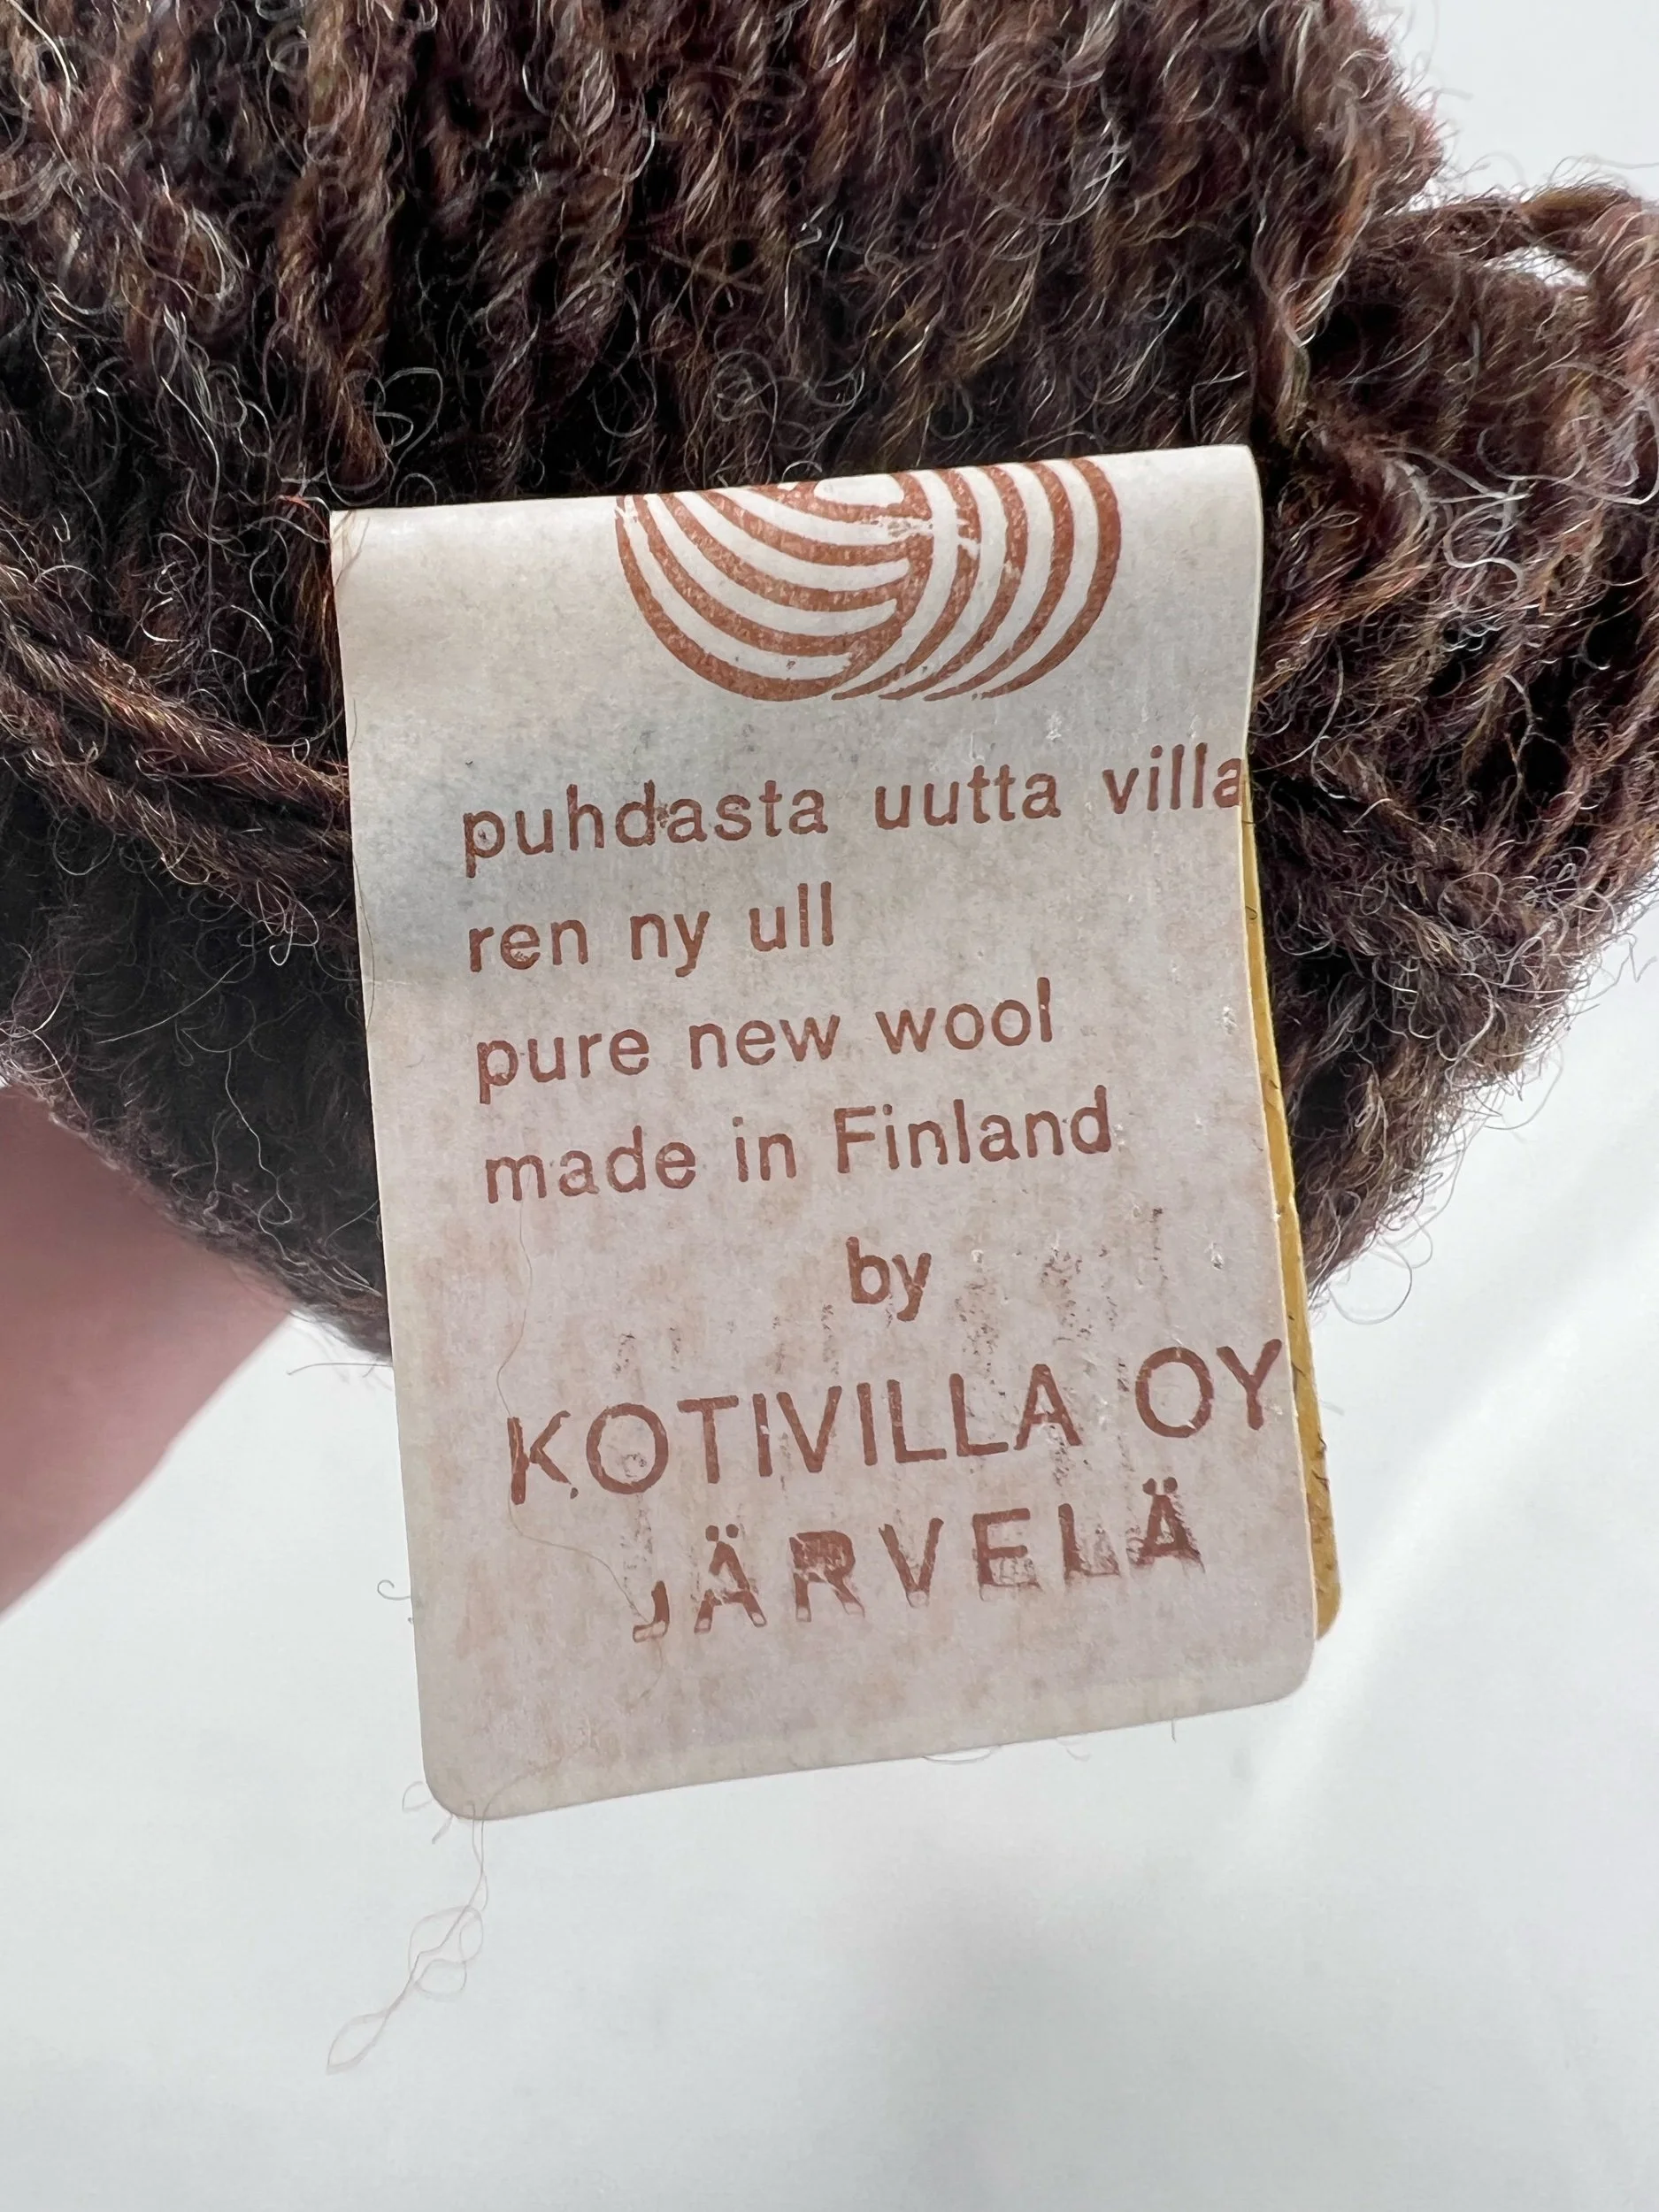 puhdasta uutta villa
ren ny ull
pure new wool
made in Finland
by
KOTIVILLA OY
JÄRVELÄ